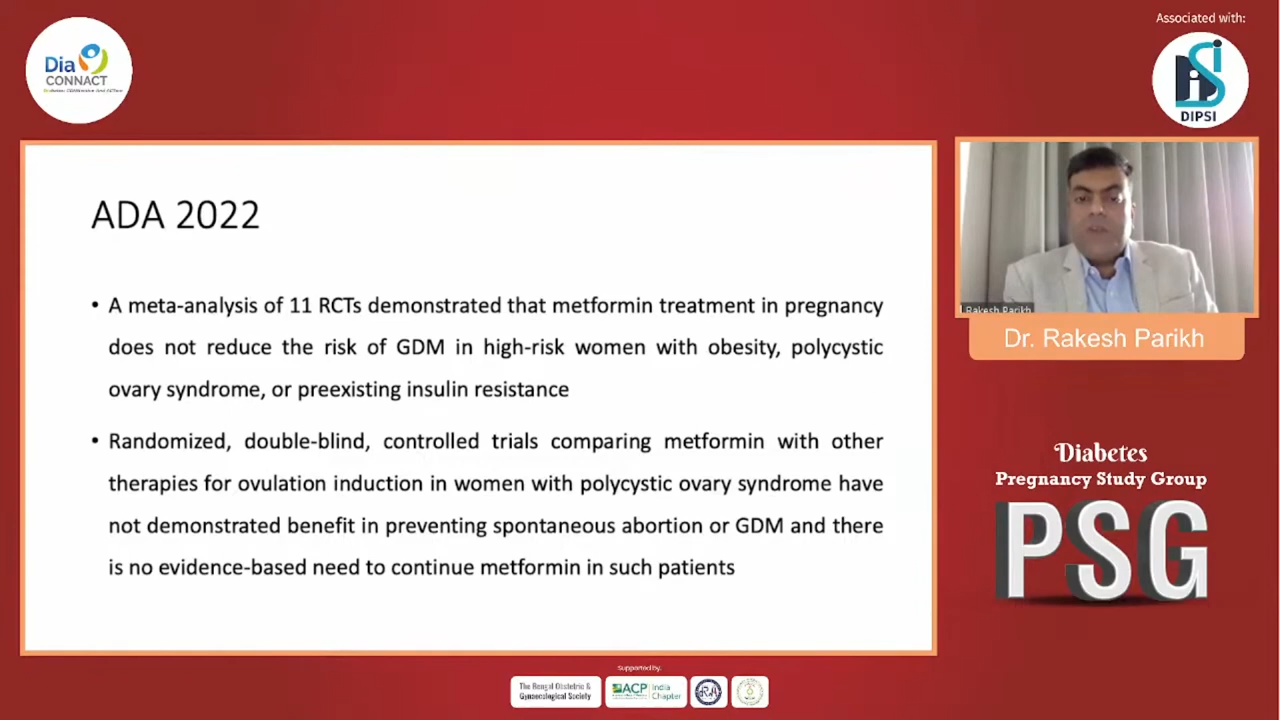 Associated with:
Dia
CONNACT
DIPSI
ADA 2022
• A meta-analysis of 11 RCTs demonstrated that metformin treatment in pregnancy
does not reduce the risk of GDM in high-risk women with obesity, polycystic
ovary syndrome, or preexisting insulin resistance
• Randomized, double-blind, controlled trials comparing metformin with other
therapies for ovulation induction in women with polycystic ovary syndrome have
not demonstrated benefit in preventing spontaneous abortion or GDM and there
is no evidence-based need to continue metformin in such patients
Rakesh Parikh
Dr. Rakesh Parikh
Diabetes
Pregnancy Study Group
PSG
Supported by:
The Bengal Obstetric &
Gynaecological Society
ACP
India
Chapter